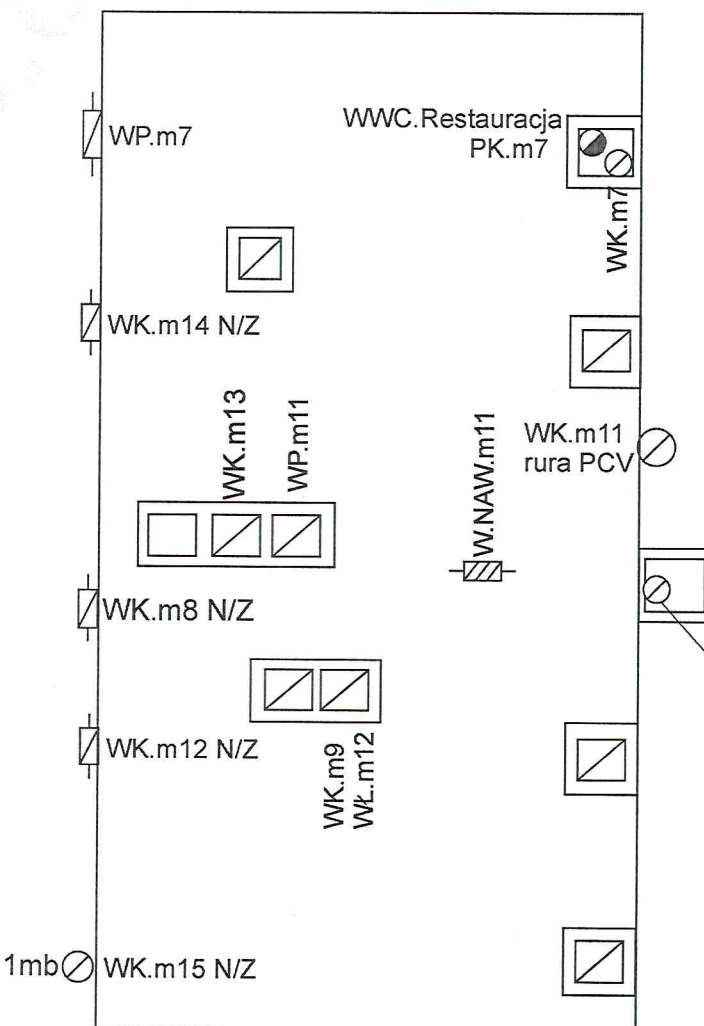 WP.m7
WWC.Restauracja
PK.m7
WK.m7
WK.m14 N/Z
WK.m13
WP.m11
W.NAW.m11
WK.m11
rura PCV
WK.m8 N/Z
WK.m12 N/Z
WK.m9
WŁ.m12
1mb
WK.m15 N/Z